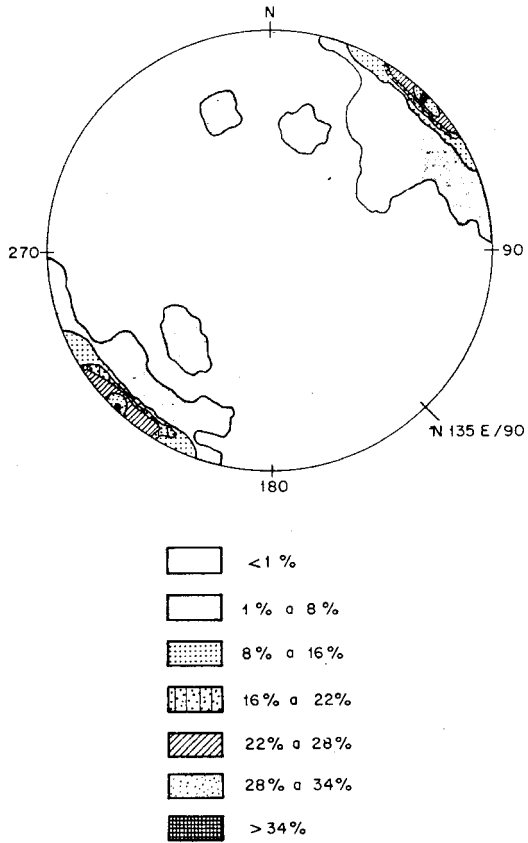 N
270
90
N 135 E/90
180
<1 %
1 % a 8 %
8 % a 16 %
16 % a 22 %
22 % a 28 %
28 % a 34 %
> 34 %